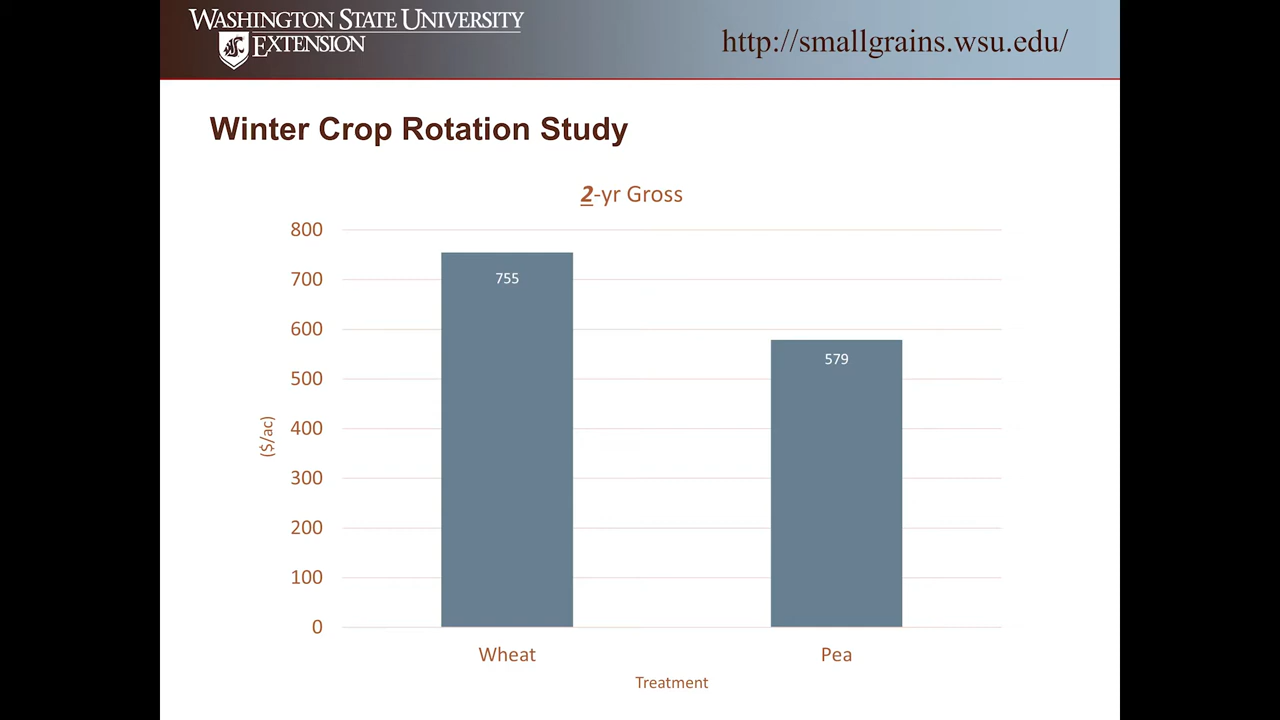 WASHINGTON STATE UNIVERSITY
EXTENSION
http://smallgrains.wsu.edu/
Winter Crop Rotation Study
2-yr Gross
800
700
600
500
400
300
200
100
0
($/ac)
755
579
Wheat
Pea
Treatment